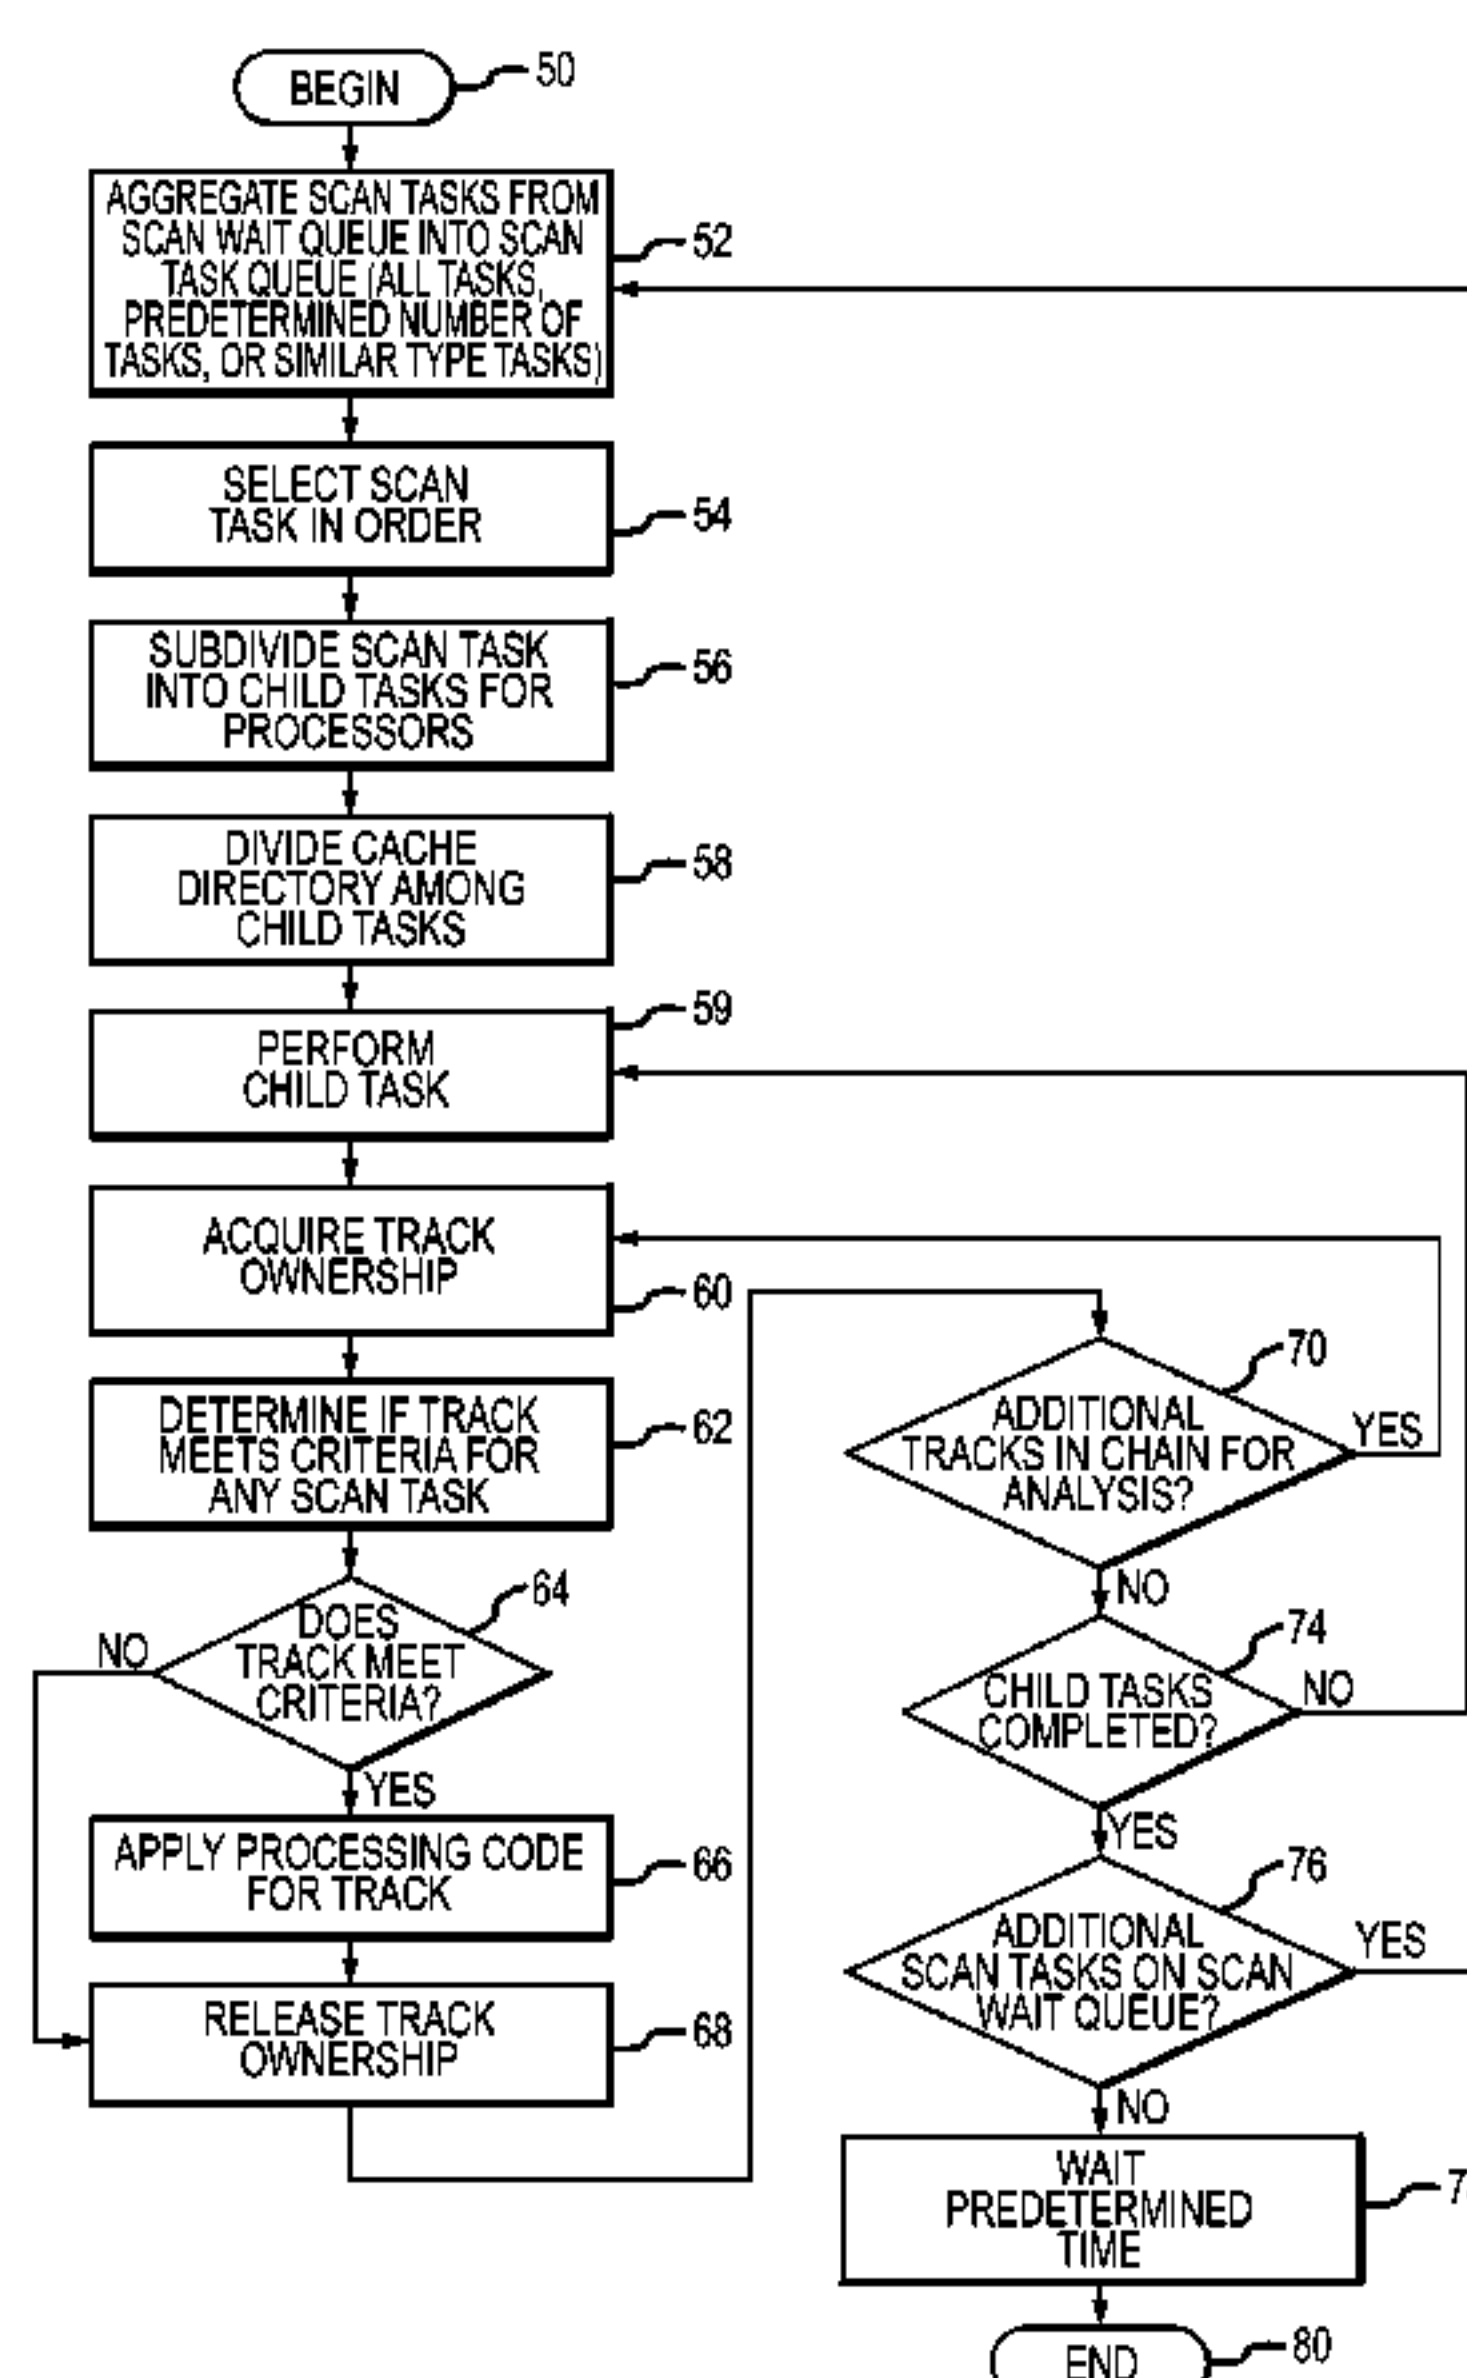 BEGIN
50
AGGREGATE SCAN TASKS FROM
SCAN WAIT QUEUE INTO SCAN
TASK QUEUE (ALL TASKS,
PREDETERMINED NUMBER OF
TASKS, OR SIMILAR TYPE TASKS)
52
SELECT SCAN
TASK IN ORDER
54
SUBDIVIDE SCAN TASK
INTO CHILD TASKS FOR
PROCESSORS
56
DIVIDE CACHE
DIRECTORY AMONG
CHILD TASKS
58
PERFORM
CHILD TASK
59
ACQUIRE TRACK
OWNERSHIP
60
DETERMINE IF TRACK
MEETS CRITERIA FOR
ANY SCAN TASK
62
DOES
TRACK MEET
CRITERIA?
64
NO
YES
APPLY PROCESSING CODE
FOR TRACK
66
RELEASE TRACK
OWNERSHIP
68
ADDITIONAL
TRACKS IN CHAIN FOR
ANALYSIS?
70
YES
NO
CHILD TASKS
COMPLETED?
74
NO
YES
ADDITIONAL
SCAN TASKS ON SCAN
WAIT QUEUE?
76
YES
NO
WAIT
PREDETERMINED
TIME
END
80